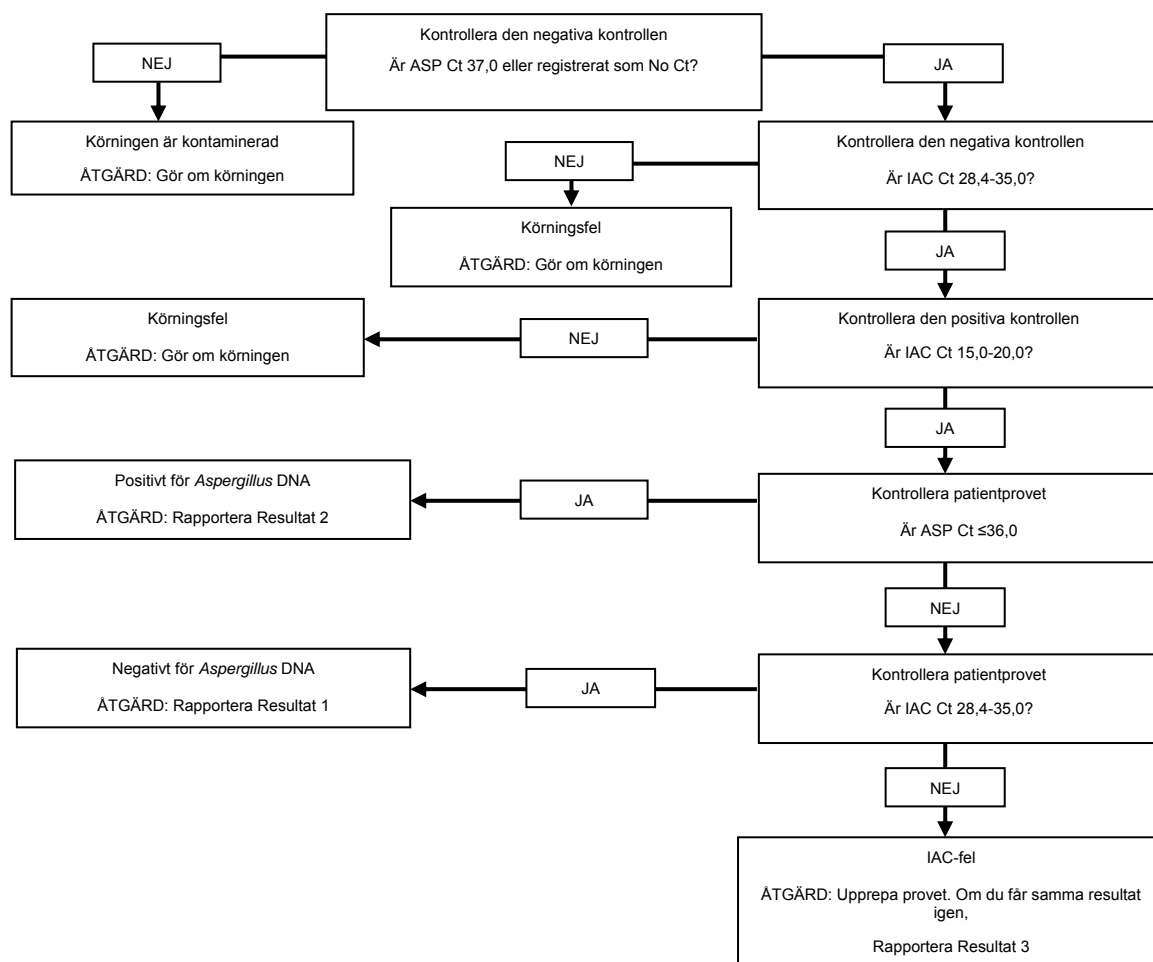 Kontrollera den negativa kontrollen
Är ASP Ct 37,0 eller registrerat som No Ct?
NEJ
JA
Körningen är kontaminerad
ÅTGÄRD: Gör om körningen
Kontrollera den negativa kontrollen
Är IAC Ct 28,4-35,0?
NEJ
Körningsfel
ÅTGÄRD: Gör om körningen
JA
Kontrollera den positiva kontrollen
Är IAC Ct 15,0-20,0?
NEJ
Körningsfel
ÅTGÄRD: Gör om körningen
JA
Kontrollera patientprovet
Är ASP Ct ≤36,0
JA
Positivt för Aspergillus DNA
ÅTGÄRD: Rapportera Resultat 2
NEJ
Kontrollera patientprovet
Är IAC Ct 28,4-35,0?
JA
Negativt för Aspergillus DNA
ÅTGÄRD: Rapportera Resultat 1
NEJ
IAC-fel
ÅTGÄRD: Upprepa provet. Om du får samma resultat
igen,
Rapportera Resultat 3